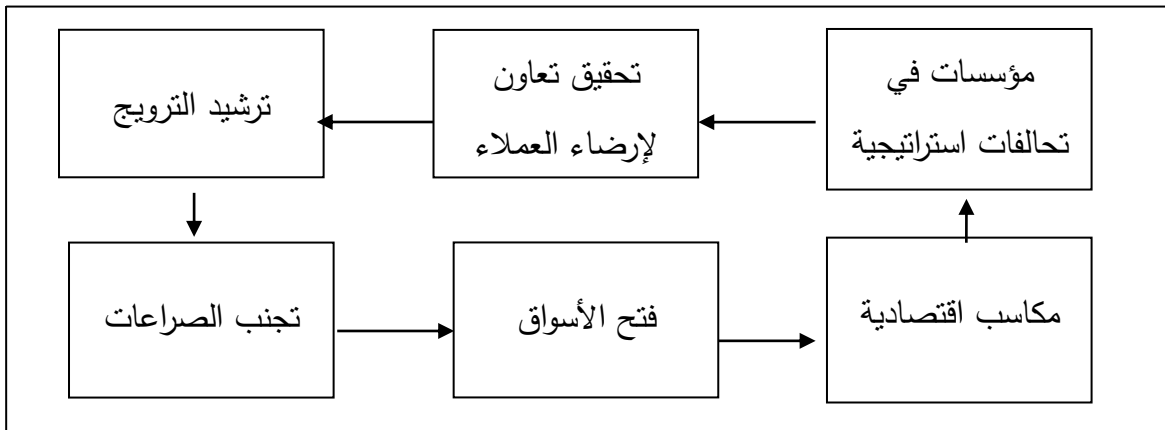 مؤسسات في
تحالفات استراتيجية
تحقيق تعاون
لإرضاء العملاء
ترشيد الترويج
تجنب الصراعات
فتح الأسواق
مكاسب اقتصادية